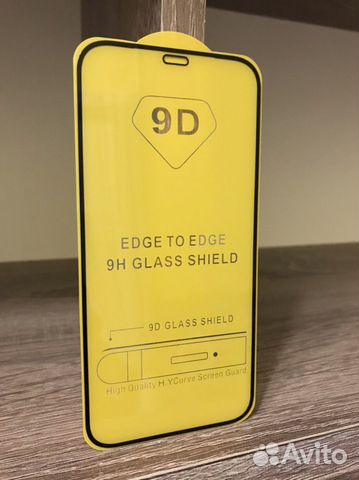 9D
EDGE TO EDGE
9H GLASS SHIELD
9D GLASS SHIELD
High Quality H-YCurve Screen Guard
Avito